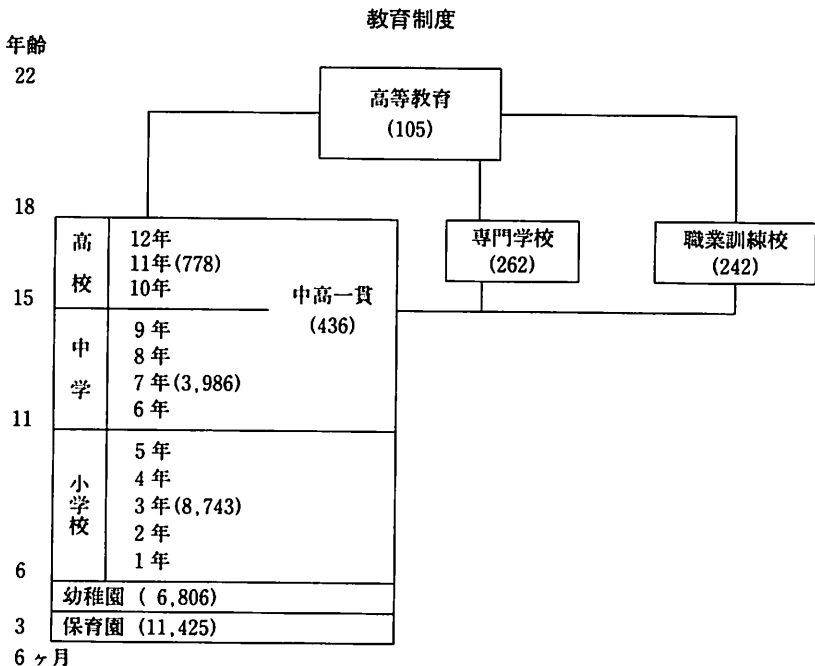 教育制度
年齢
22
高等教育
(105)
18
高校
12年
11年(778)
10年
専門学校
(262)
職業訓練校
(242)
15
中高一貫
(436)
中学
9年
8年
7年(3,986)
6年
11
小学校
5年
4年
3年(8,743)
2年
1年
6
幼稚園 ( 6,806)
3
保育園 (11,425)
6ヶ月